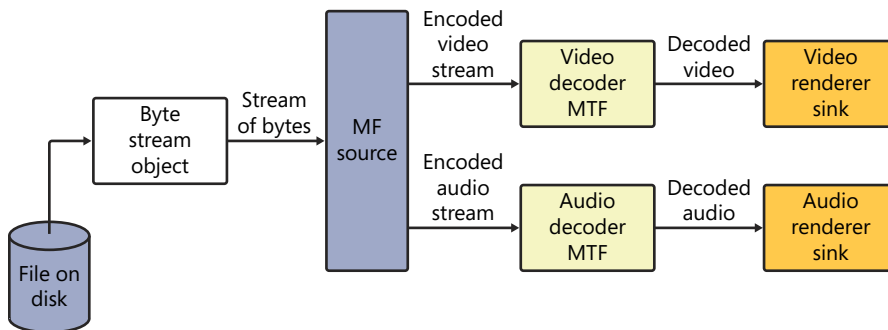 File on
disk
Byte
stream
object
Stream
of bytes
MF
source
Encoded
video
stream
Video
decoder
MTF
Decoded
video
Video
renderer
sink
Encoded
audio
stream
Audio
decoder
MTF
Decoded
audio
Audio
renderer
sink